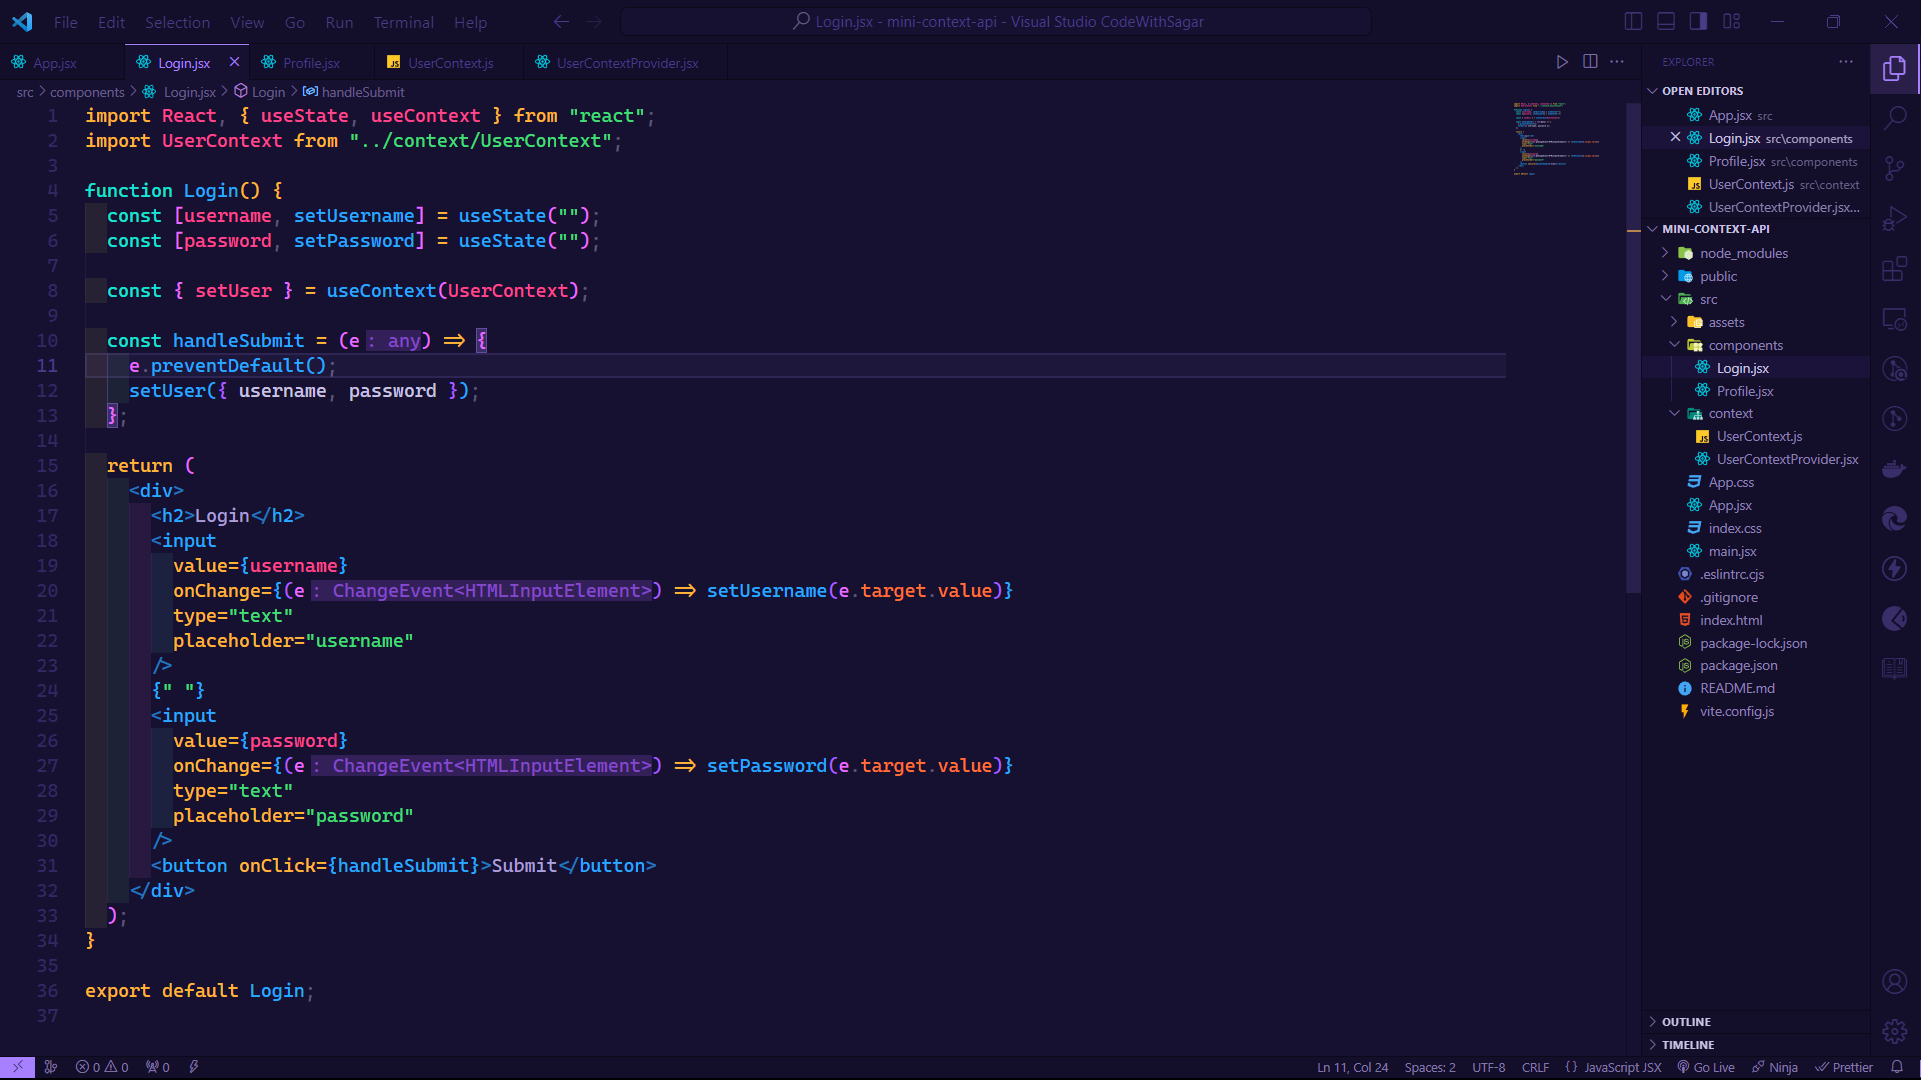 File Edit Selection View Go Run Terminal Help
Login.jsx - mini-context-api - Visual Studio CodeWithSagar
App.jsx
Login.jsx
Profile.jsx
UserContext.js
UserContextProvider.jsx
src > components > Login.jsx > Login > handleSubmit
1 import React, { useState, useContext } from "react";
2 import UserContext from "../context/UserContext";
3
4 function Login() {
5 const [username, setUsername] = useState("");
6 const [password, setPassword] = useState("");
7
8 const { setUser } = useContext(UserContext);
9
10 const handleSubmit = (e : any) => {
11 e.preventDefault();
12 setUser({ username, password });
13 };
14
15 return (
16 <div>
17 <h2>Login</h2>
18 <input
19 value={username}
20 onChange={(e : ChangeEvent<HTMLInputElement>) => setUsername(e.target.value)}
21 type="text"
22 placeholder="username"
23 />
24 {" "}
25 <input
26 value={password}
27 onChange={(e : ChangeEvent<HTMLInputElement>) => setPassword(e.target.value)}
28 type="text"
29 placeholder="password"
30 />
31 <button onClick={handleSubmit}>Submit</button>
32 </div>
33 );
34 }
35
36 export default Login;
37
EXPLORER
OPEN EDITORS
App.jsx src
Login.jsx src\components
Profile.jsx src\components
UserContext.js src\context
UserContextProvider.jsx...
MINI-CONTEXT-API
node_modules
public
src
assets
components
Login.jsx
Profile.jsx
context
UserContext.js
UserContextProvider.jsx
App.css
App.jsx
index.css
main.jsx
.eslintrc.cjs
.gitignore
index.html
package-lock.json
package.json
README.md
vite.config.js
OUTLINE
TIMELINE
0 0 0
Ln 11, Col 24 Spaces: 2 UTF-8 CRLF {} JavaScript JSX Go Live Ninja Prettier